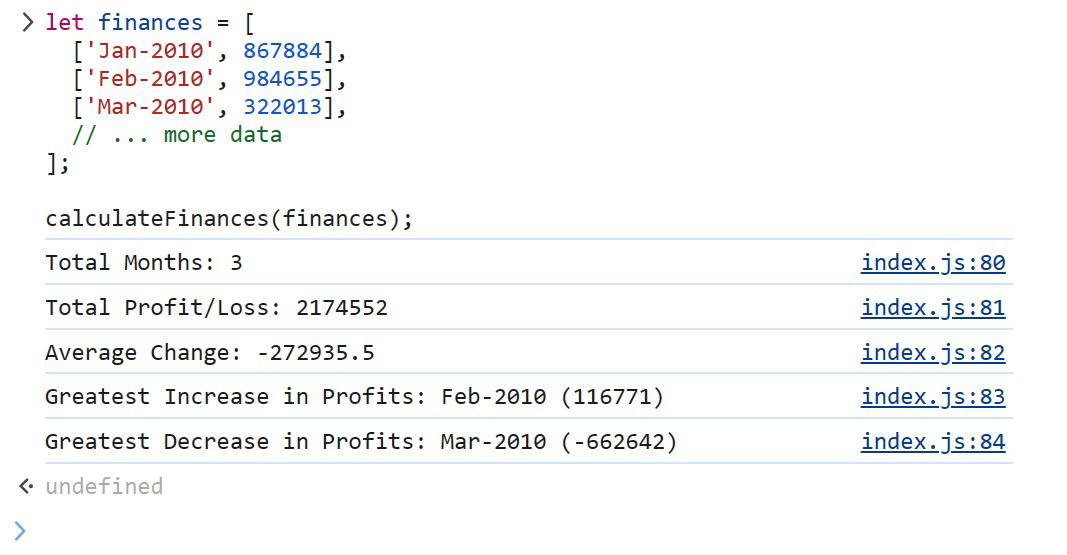 let finances = [
  ['Jan-2010', 867884],
  ['Feb-2010', 984655],
  ['Mar-2010', 322013],
  // ... more data
];
calculateFinances(finances);
Total Months: 3 index.js:80
Total Profit/Loss: 2174552 index.js:81
Average Change: -272935.5 index.js:82
Greatest Increase in Profits: Feb-2010 (116771) index.js:83
Greatest Decrease in Profits: Mar-2010 (-662642) index.js:84
undefined